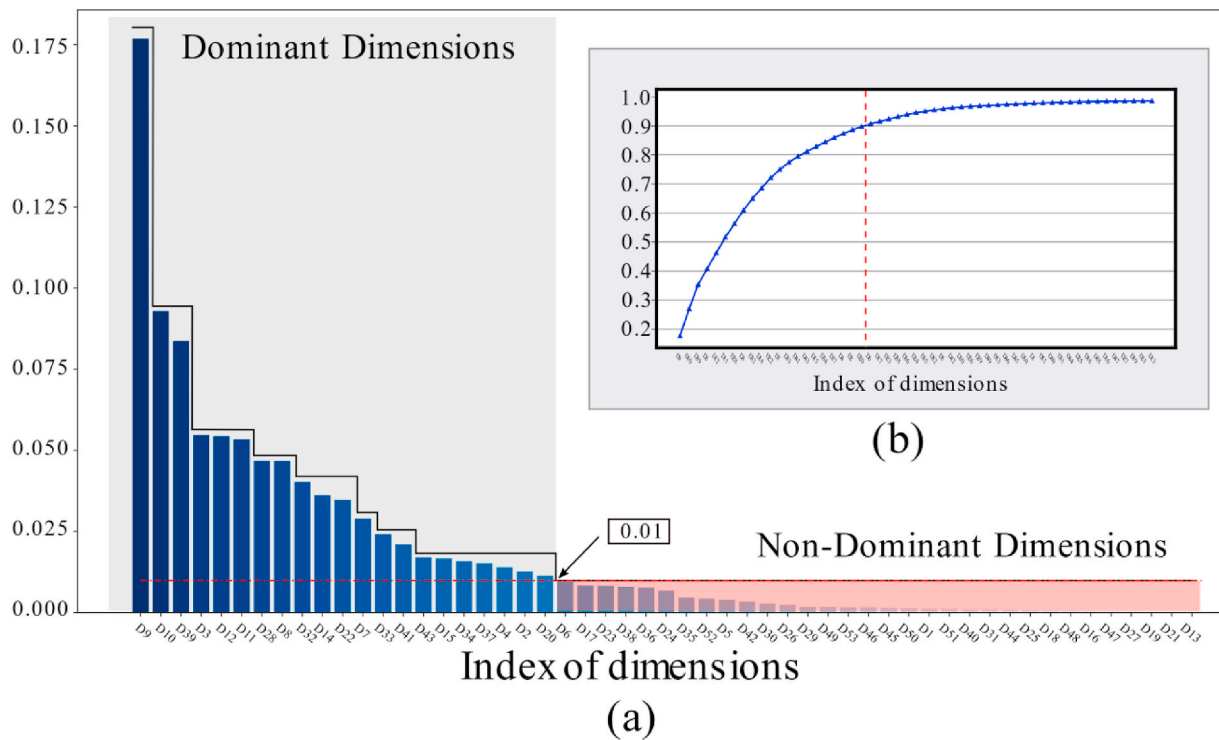 Dominant Dimensions
0.175
0.150
0.125
0.100
0.075
0.050
0.025
0.000
1.0
0.9
0.8
0.7
0.6
0.5
0.4
0.3
0.2
Index of dimensions
(b)
0.01
Non-Dominant Dimensions
D9 D10 D39 D3 D12 D11 D28 D8 D32 D14 D22 D7 D33 D41 D43 D15 D34 D37 D4 D2 D20 D6 D17 D23 D38 D36 D24 D35 D52 D5 D42 D30 D26 D29 D49 D53 D46 D45 D50 D1 D51 D40 D31 D44 D25 D18 D48 D16 D47 D27 D19 D21 D13
Index of dimensions
(a)